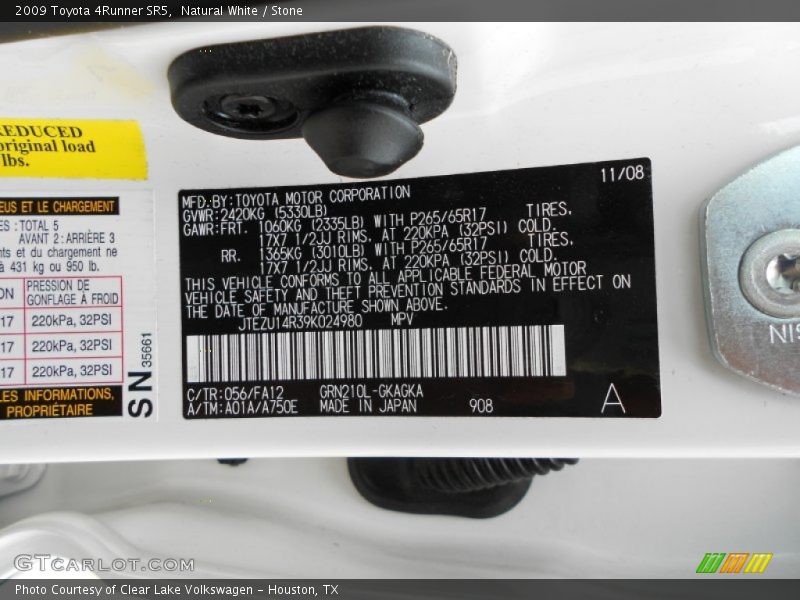 2009 Toyota 4Runner SR5, Natural White / Stone
REDUCED
original load
lbs.
EUS ET LE CHARGEMENT
ES : TOTAL 5
AVANT 2 : ARRIÈRE 3
nts et du chargement ne
à 431 kg ou 950 lb.
ON PRESSION DE GONFLAGE À FROID
17 220kPa, 32PSI
17 220kPa, 32PSI
17 220kPa, 32PSI
LES INFORMATIONS,
PROPRIÉTAIRE
SN 35661
11/08
MFD. BY: TOYOTA MOTOR CORPORATION
GVWR: 2420KG (5330LB)
GAWR: FRT. 1060KG (2335LB) WITH P265/65R17 TIRES,
17X7 1/2JJ RIMS, AT 220KPA (32PSI) COLD.
RR. 1365KG (3010LB) WITH P265/65R17 TIRES,
17X7 1/2JJ RIMS, AT 220KPA (32PSI) COLD.
THIS VEHICLE CONFORMS TO ALL APPLICABLE FEDERAL MOTOR
VEHICLE SAFETY AND THEFT PREVENTION STANDARDS IN EFFECT ON
THE DATE OF MANUFACTURE SHOWN ABOVE.
JTEZU14R39K024980 MPV
C/TR: 056/FA12 GRN210L-GKAGKA
A/TM: A01A/A750E MADE IN JAPAN 908
A
NIS
GTCarLot.com
Photo Courtesy of Clear Lake Volkswagen - Houston, TX